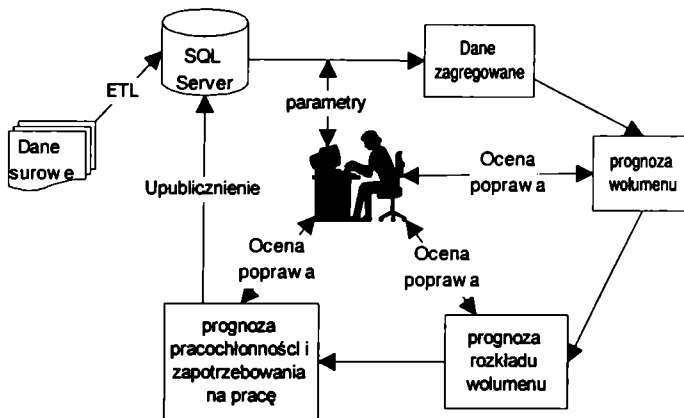 SQL
Server
Dane
zagregowane
ETL
parametry
Dane
surowe
Upublicznienie
Ocena
poprawa
prognoza
wolumenu
Ocena
poprawa
Ocena
poprawa
prognoza
pracochłonności i
zapotrzebowania
na pracę
prognoza
rozkładu
wolumenu